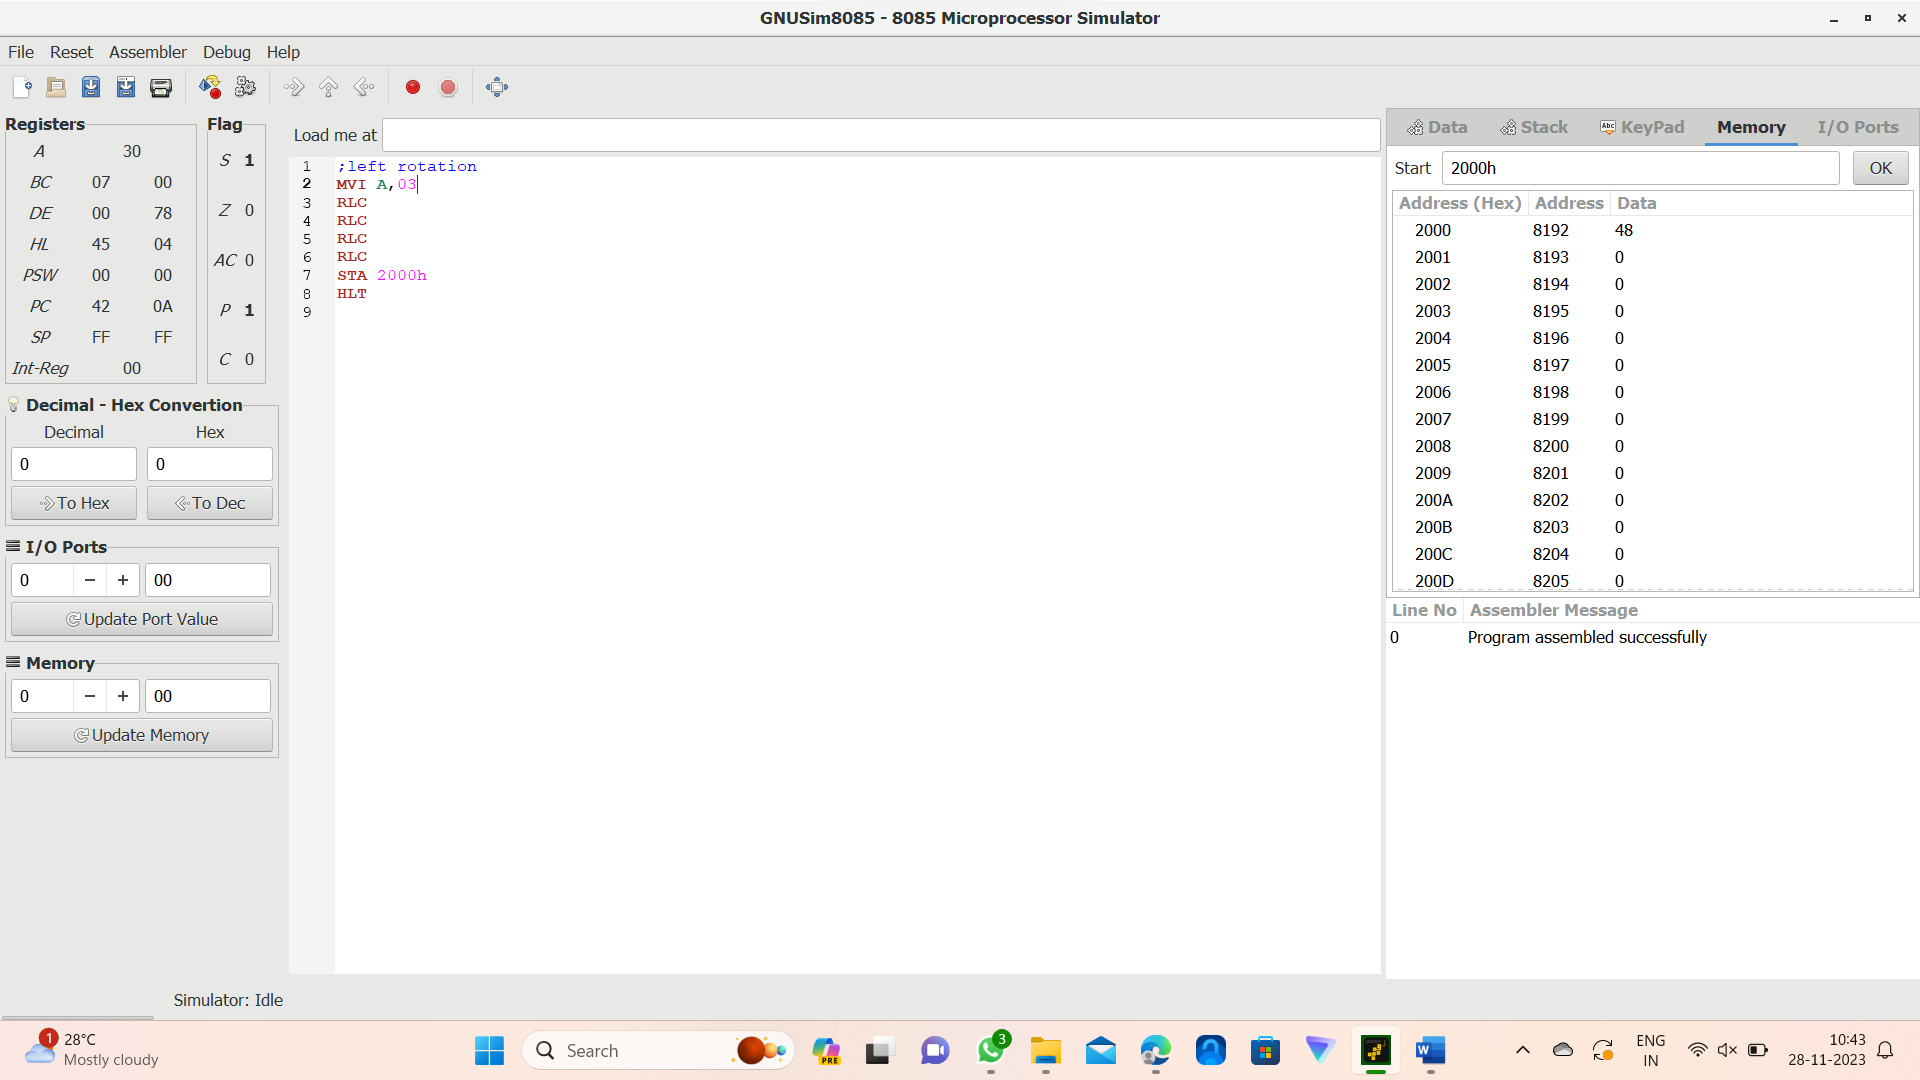 GNUSim8085 - 8085 Microprocessor Simulator
File Reset Assembler Debug Help
Registers
A 30
BC 07 00
DE 00 78
HL 45 04
PSW 00 00
PC 42 0A
SP FF FF
Int-Reg 00
Flag
S 1
Z 0
AC 0
P 1
C 0
Decimal - Hex Convertion
Decimal Hex
0 0
To Hex To Dec
I/O Ports
0 − + 00
Update Port Value
Memory
0 − + 00
Update Memory
Load me at
1 ;left rotation
2 MVI A,03
3 RLC
4 RLC
5 RLC
6 RLC
7 STA 2000h
8 HLT
9
Data Stack KeyPad Memory I/O Ports
Start 2000h OK
Address (Hex) Address Data
2000 8192 48
2001 8193 0
2002 8194 0
2003 8195 0
2004 8196 0
2005 8197 0
2006 8198 0
2007 8199 0
2008 8200 0
2009 8201 0
200A 8202 0
200B 8203 0
200C 8204 0
200D 8205 0
Line No Assembler Message
0 Program assembled successfully
Simulator: Idle
1 28°C
Mostly cloudy
Search
PRE
3
W
ENG
IN
10:43
28-11-2023